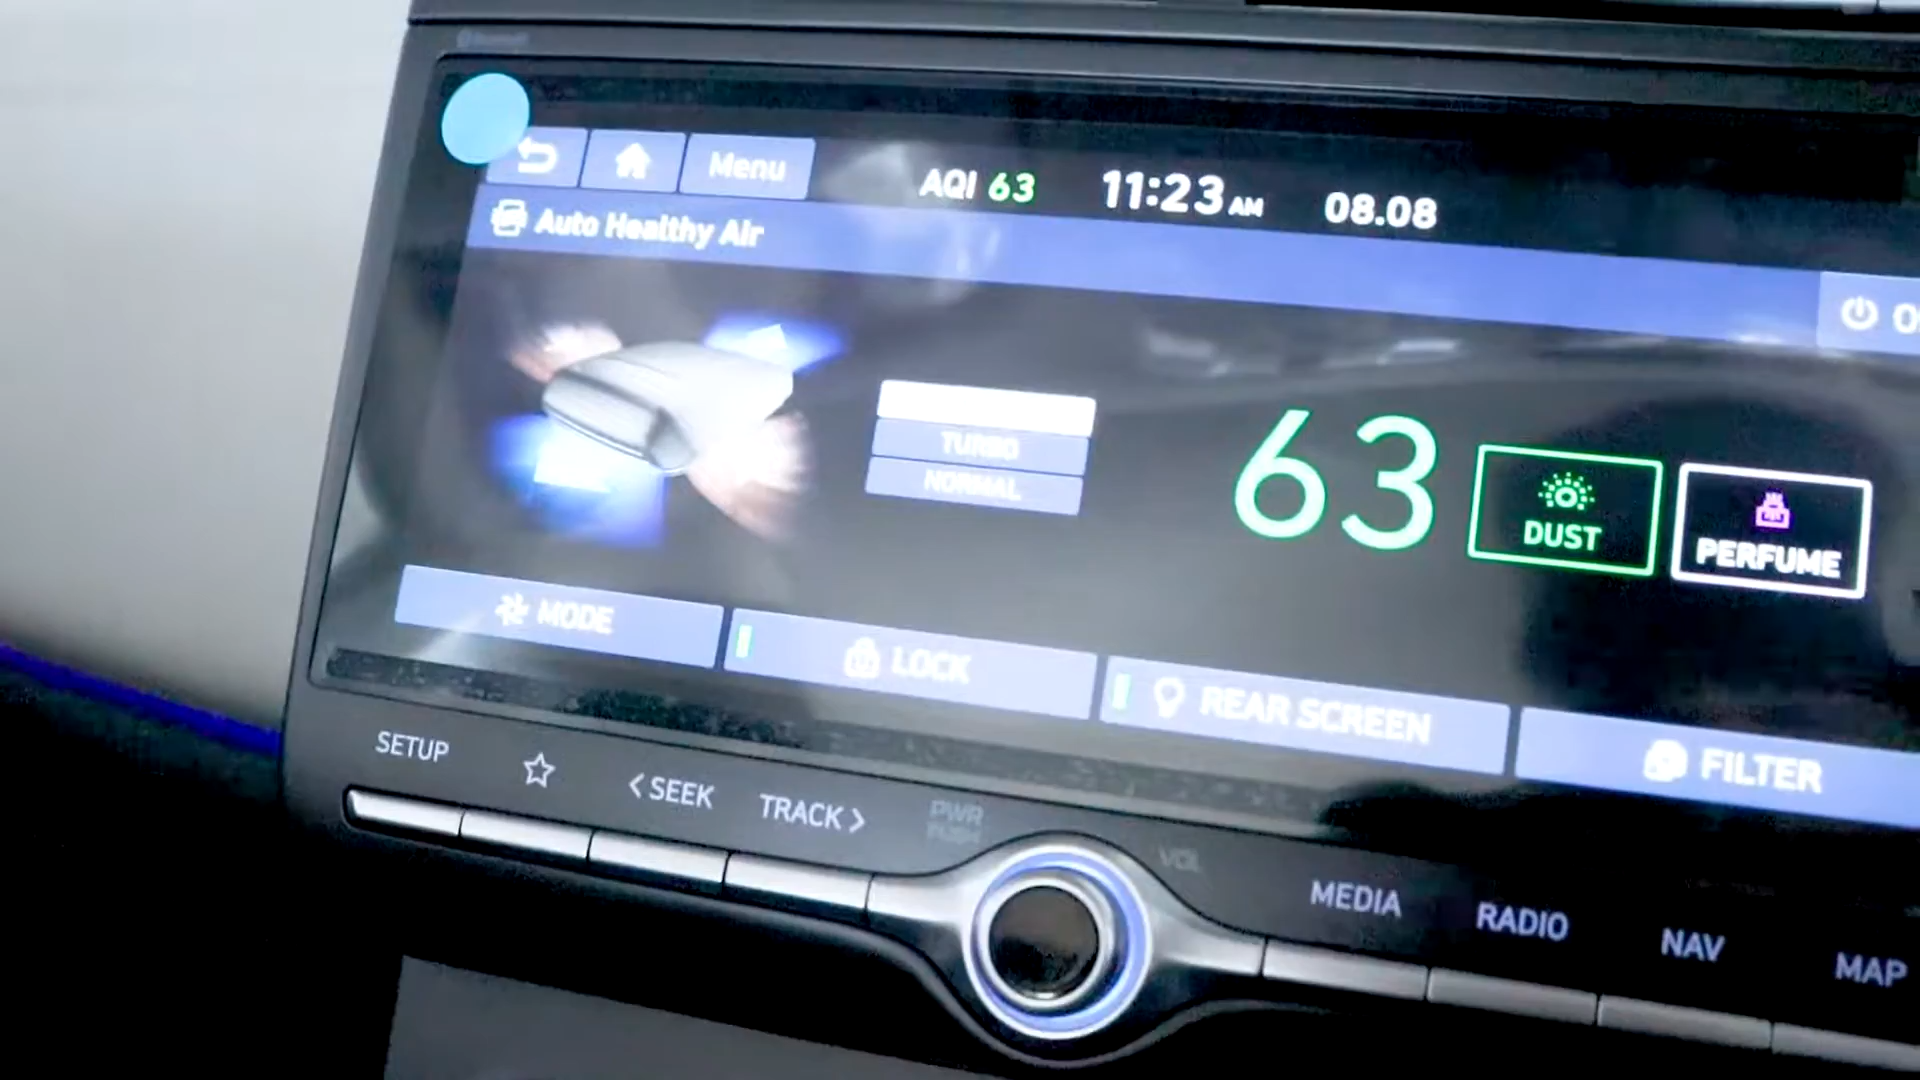 Menu
AQI 63
11:23 AM
08.08
Auto Healthy Air
TURBO
NORMAL
63
DUST
PERFUME
MODE
LOCK
REAR SCREEN
FILTER
SETUP
< SEEK
TRACK >
PWR
PUSH
VOL
MEDIA
RADIO
NAV
MAP